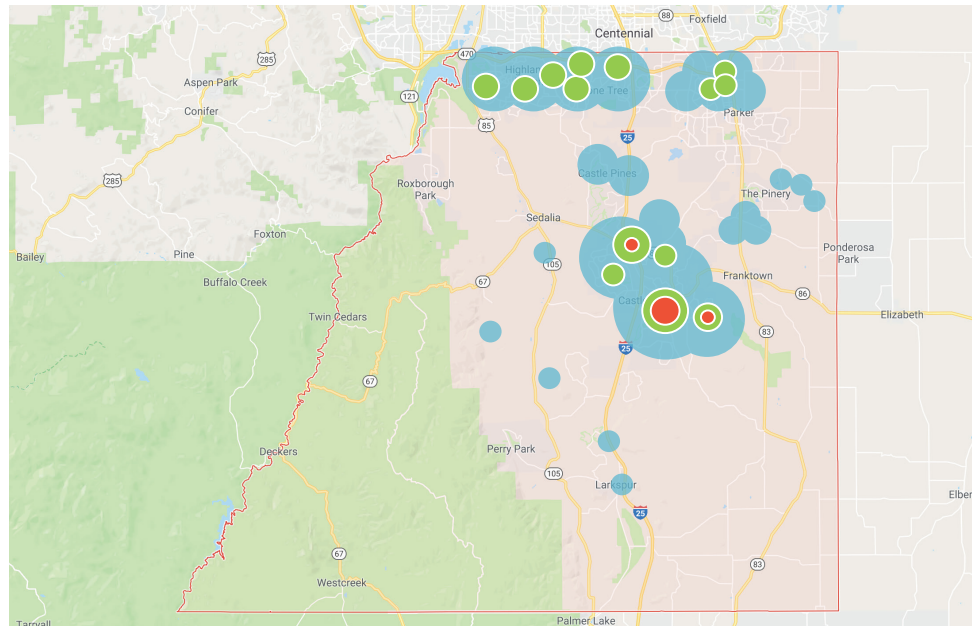 88
Foxfield
Centennial
470
285
Highlan
Aspen Park
one Tree
121
Conifer
Parker
85
25
285
Castle Pines
Roxborough
Park
The Pinery
Sedalia
Foxton
Bailey
Pine
105
Ponderosa
Park
Franktown
Buffalo Creek
67
86
Castl
Elizabeth
Twin Cedars
83
25
67
Perry Park
Deckers
105
Larkspur
Elber
25
67
83
Westcreek
Palmer Lake
Tarryall